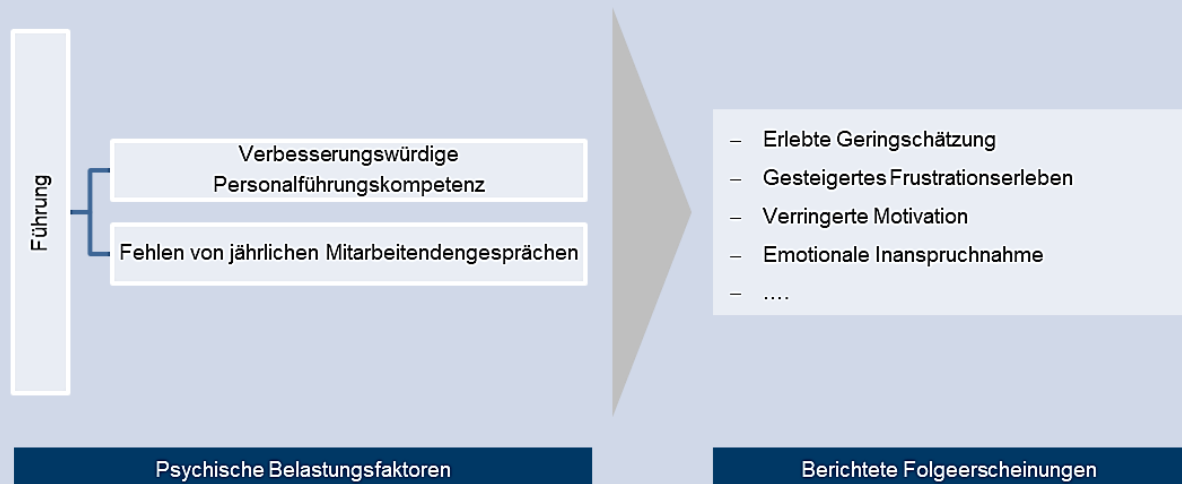 Führung
Verbesserungswürdige
Personalführungskompetenz
Fehlen von jährlichen Mitarbeitendengesprächen
Psychische Belastungsfaktoren
– Erlebte Geringschätzung
– Gesteigertes Frustrationserleben
– Verringerte Motivation
– Emotionale Inanspruchnahme
– ….
Berichtete Folgeerscheinungen